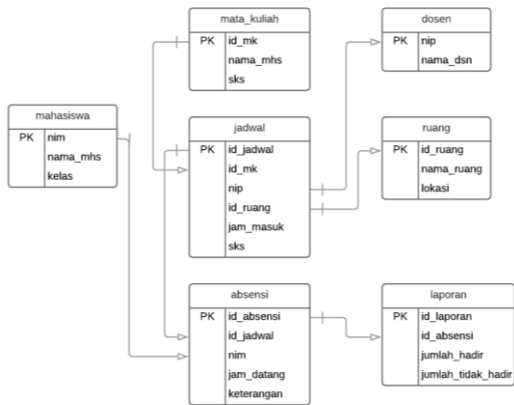 mata_kuliah
PK id_mk
nama_mhs
sks
dosen
PK nip
nama_dsn
mahasiswa
PK nim
nama_mhs
kelas
jadwal
PK id_jadwal
id_mk
nip
id_ruang
jam_masuk
sks
ruang
PK id_ruang
nama_ruang
lokasi
absensi
PK id_absensi
id_jadwal
nim
jam_datang
keterangan
laporan
PK id_laporan
id_absensi
jumlah_hadir
jumlah_tidak_hadir